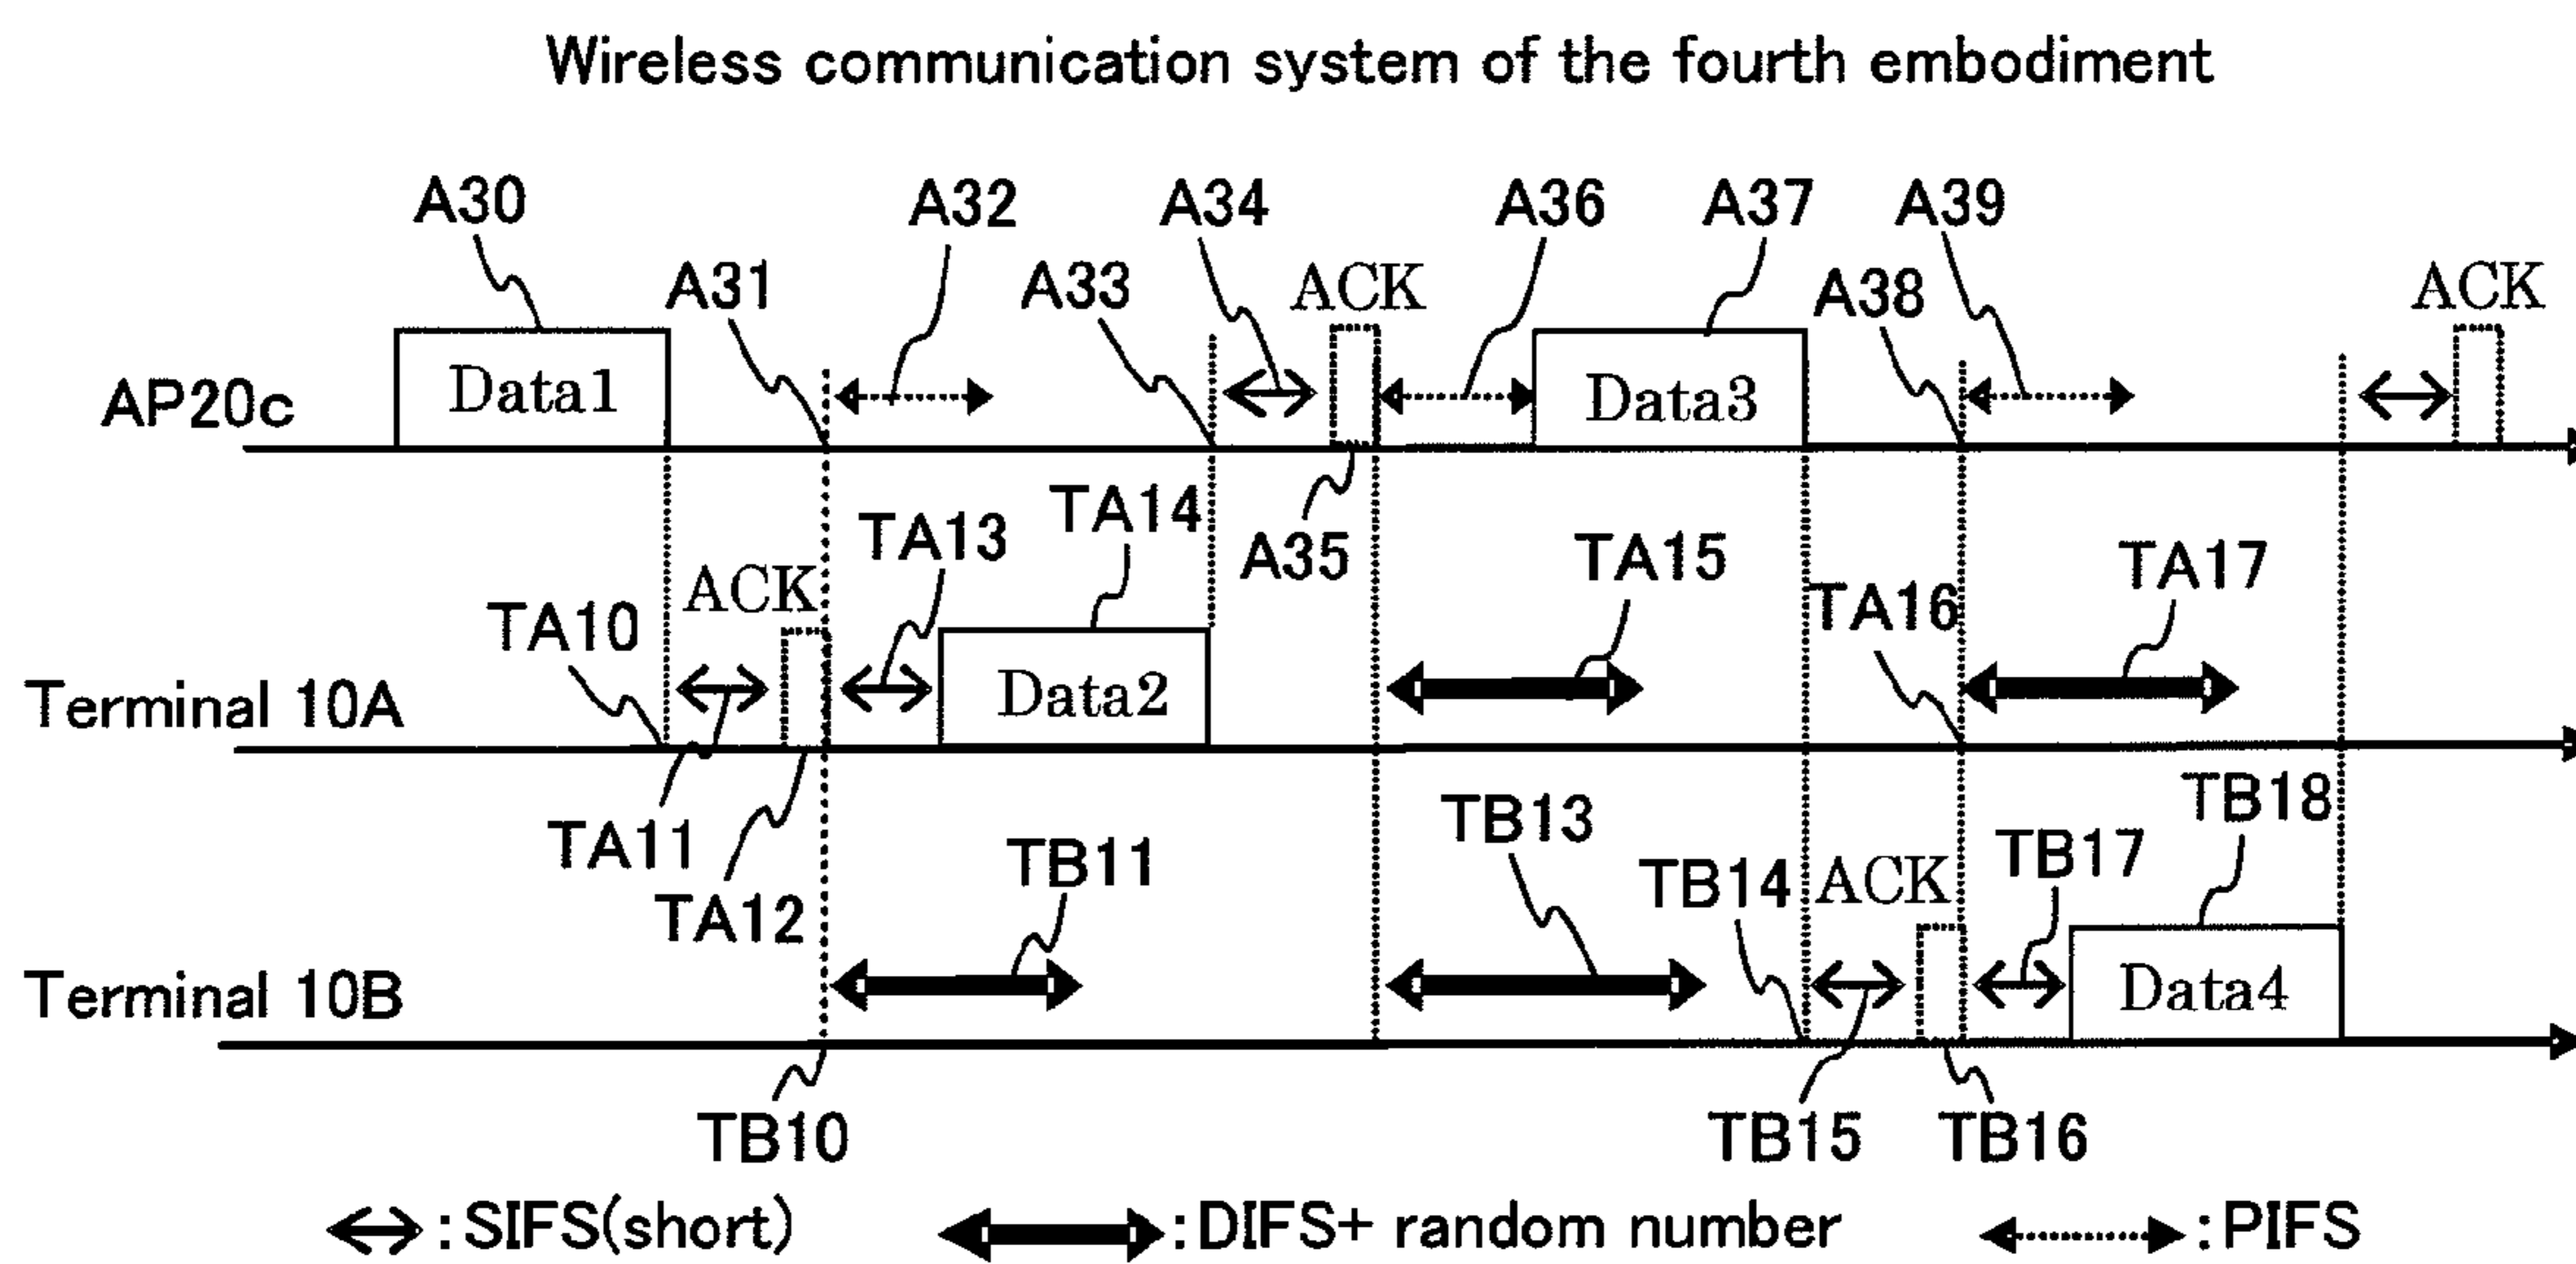 Wireless communication system of the fourth embodiment
A30 A32 A34 A36 A37 A39
A31 A33 ACK A38 ACK
AP20c Data1 Data3
TA13 TA14 A35 TA15 TA17
TA10 ACK TA16
Terminal 10A Data2
TA11 TA12 TB11 TB13 TB14 ACK TB17 TB18
Terminal 10B Data4
TB10 TB15 TB16
:SIFS(short) :DIFS+ random number :PIFS